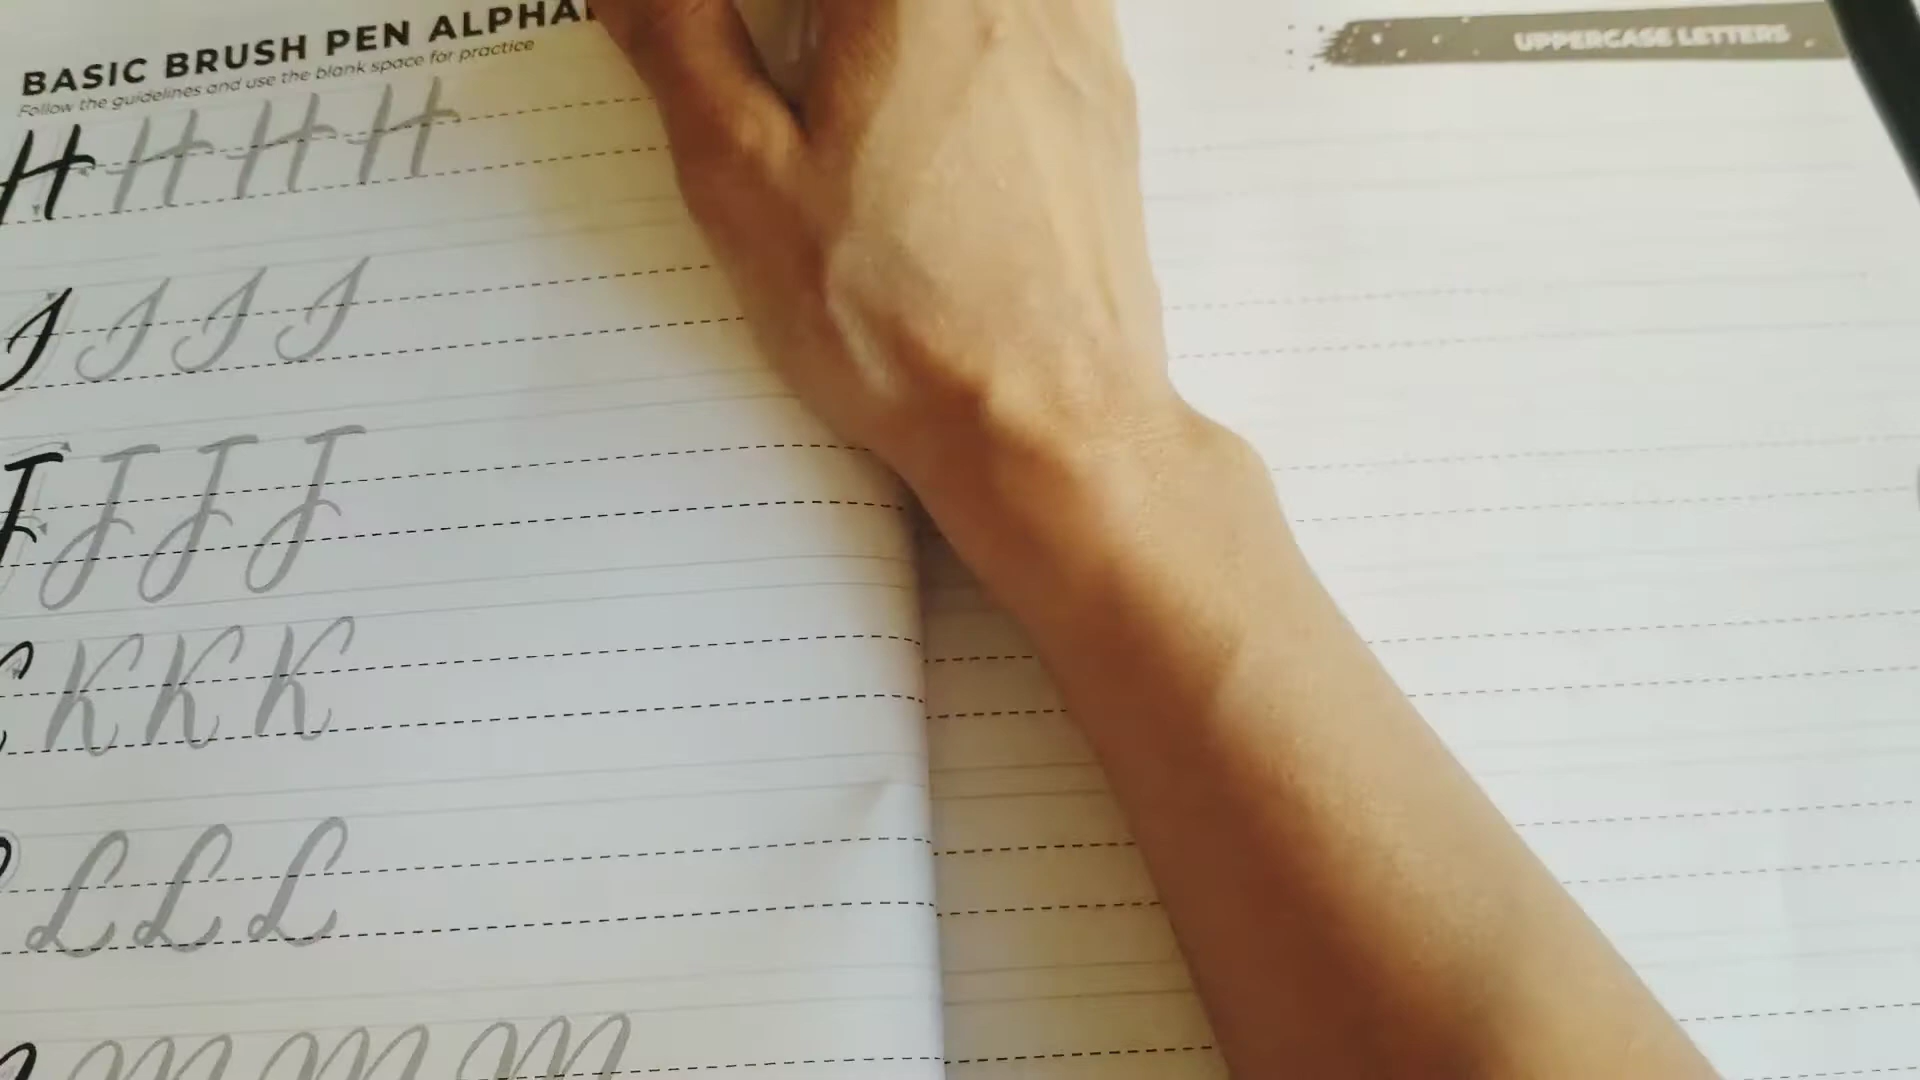 BASIC BRUSH PEN ALPHA
Follow the guidelines and use the blank space for practice
UPPERCASE LETTERS
H H H H H
I I I I
J J J J
K K K
L L L
M M M